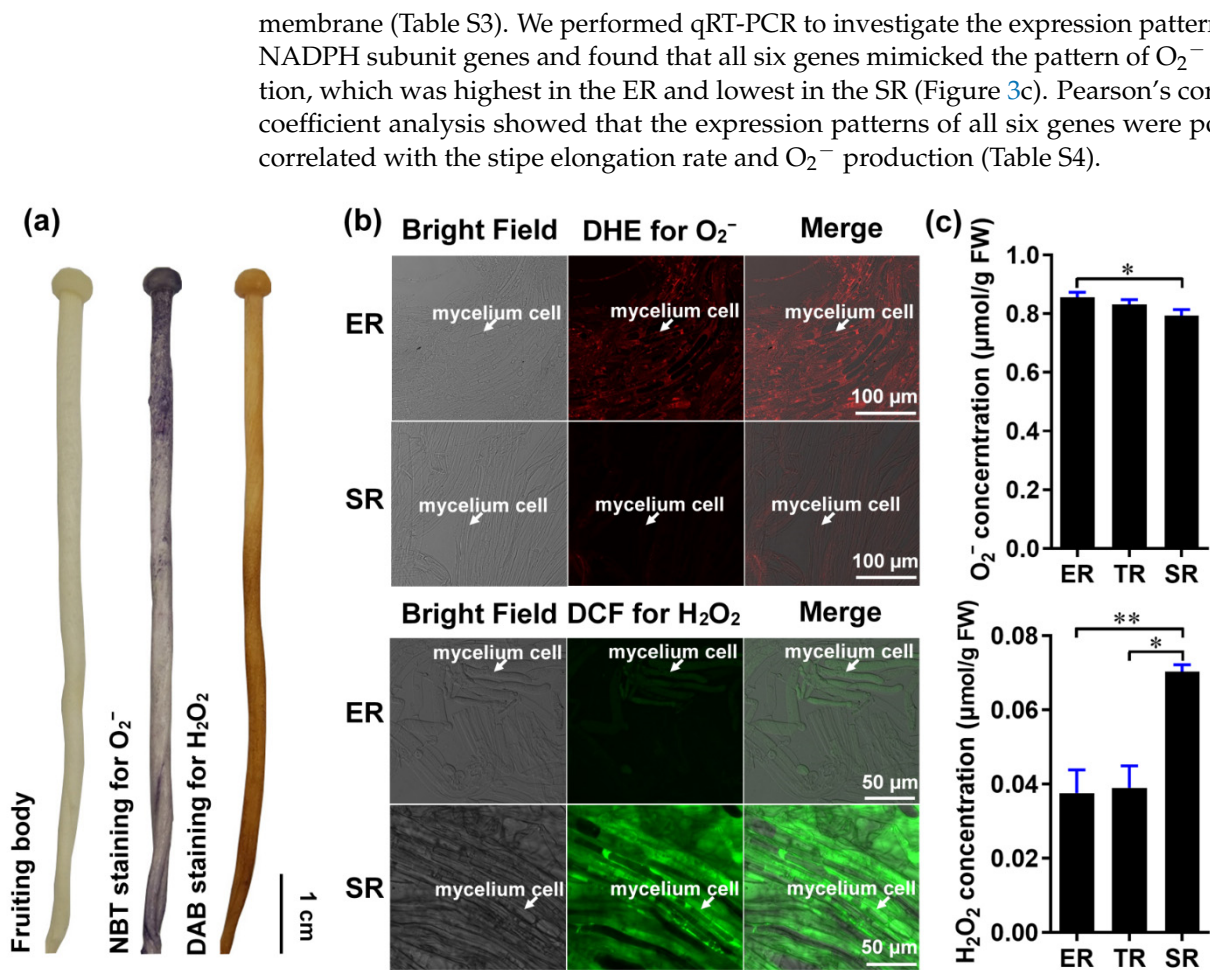 membrane (Table S3). We performed qRT-PCR to investigate the expression pattern
NADPH subunit genes and found that all six genes mimicked the pattern of O₂⁻
tion, which was highest in the ER and lowest in the SR (Figure 3c). Pearson's cor
coefficient analysis showed that the expression patterns of all six genes were po
correlated with the stipe elongation rate and O₂⁻ production (Table S4).
(a)
Fruiting body
NBT staining for O₂⁻
DAB staining for H₂O₂
1 cm
(b)
Bright Field DHE for O₂⁻ Merge
ER
mycelium cell mycelium cell mycelium cell
100 µm
SR
mycelium cell mycelium cell mycelium cell
100 µm
Bright Field DCF for H₂O₂ Merge
ER
mycelium cell mycelium cell mycelium cell
50 µm
SR
mycelium cell mycelium cell mycelium cell
50 µm
(c)
O₂⁻ concerntration (µmol/g FW)
1.0
0.8
0.6
0.4
0.2
0.0
*
ER TR SR
H₂O₂ concentration (µmol/g FW)
0.08
0.06
0.04
0.02
0.00
**
*
ER TR SR